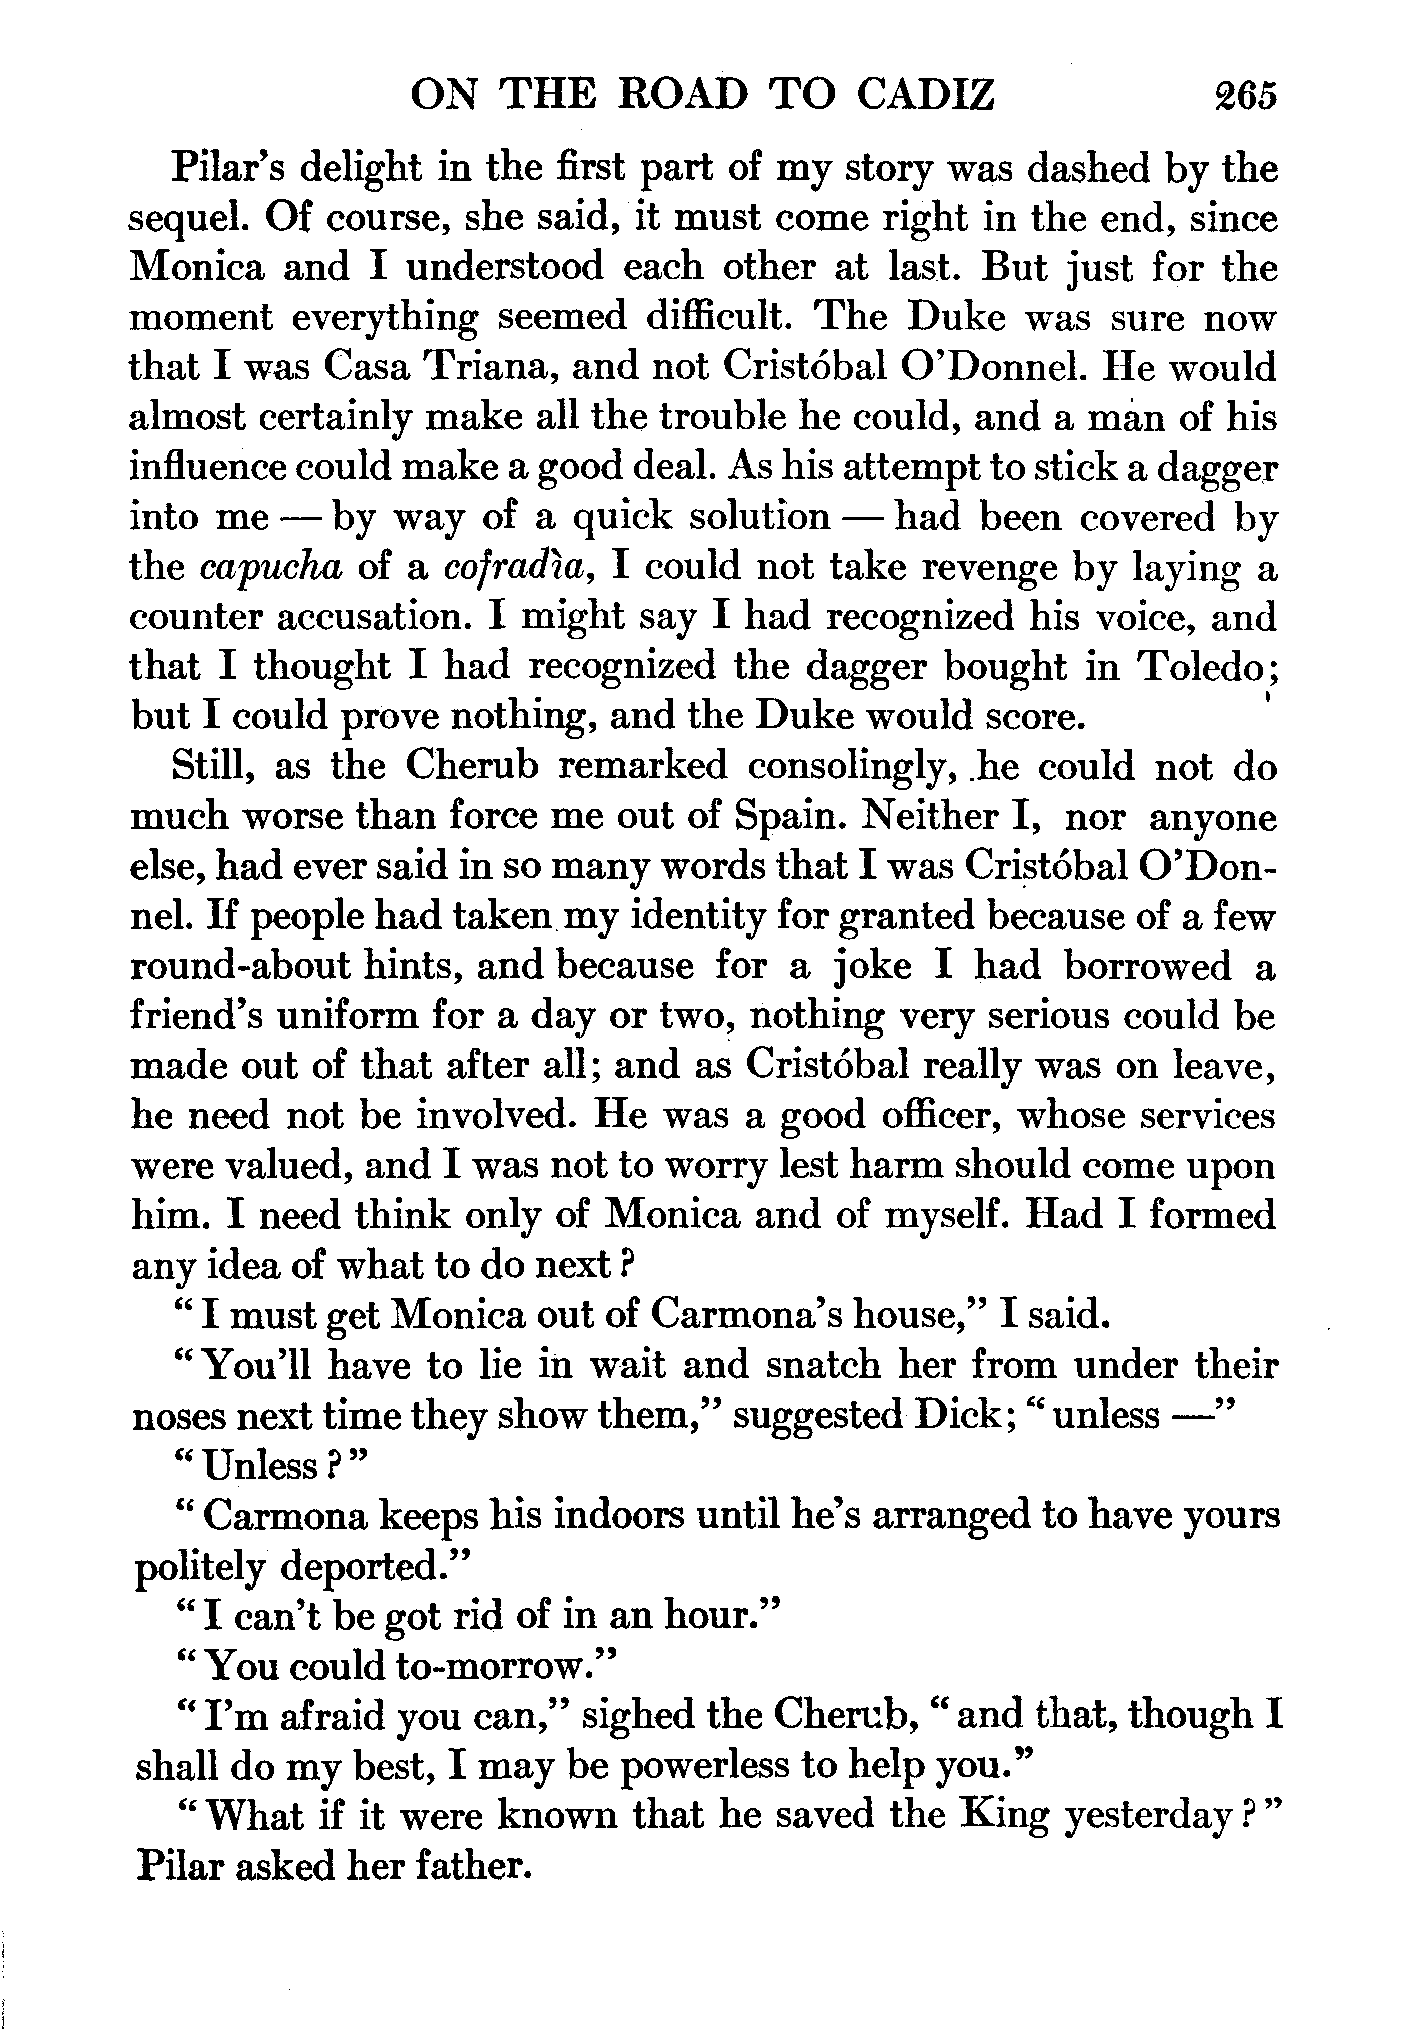 ON THE ROAD TO CADIZ 265
Pilar's delight in the first part of my story was dashed by the
sequel. Of course, she said, it must come right in the end, since
Monica and I understood each other at last. But just for the
moment everything seemed difficult. The Duke was sure now
that I was Casa Triana, and not Cristóbal O'Donnel. He would
almost certainly make all the trouble he could, and a man of his
influence could make a good deal. As his attempt to stick a dagger
into me — by way of a quick solution — had been covered by
the capucha of a cofradìa, I could not take revenge by laying a
counter accusation. I might say I had recognized his voice, and
that I thought I had recognized the dagger bought in Toledo;
but I could prove nothing, and the Duke would score.
Still, as the Cherub remarked consolingly, he could not do
much worse than force me out of Spain. Neither I, nor anyone
else, had ever said in so many words that I was Cristóbal O'Don-
nel. If people had taken my identity for granted because of a few
round-about hints, and because for a joke I had borrowed a
friend's uniform for a day or two, nothing very serious could be
made out of that after all; and as Cristóbal really was on leave,
he need not be involved. He was a good officer, whose services
were valued, and I was not to worry lest harm should come upon
him. I need think only of Monica and of myself. Had I formed
any idea of what to do next?
"I must get Monica out of Carmona's house," I said.
"You'll have to lie in wait and snatch her from under their
noses next time they show them," suggested Dick; "unless —"
"Unless?"
"Carmona keeps his indoors until he's arranged to have yours
politely deported."
"I can't be got rid of in an hour."
"You could to-morrow."
"I'm afraid you can," sighed the Cherub, "and that, though I
shall do my best, I may be powerless to help you."
"What if it were known that he saved the King yesterday?"
Pilar asked her father.